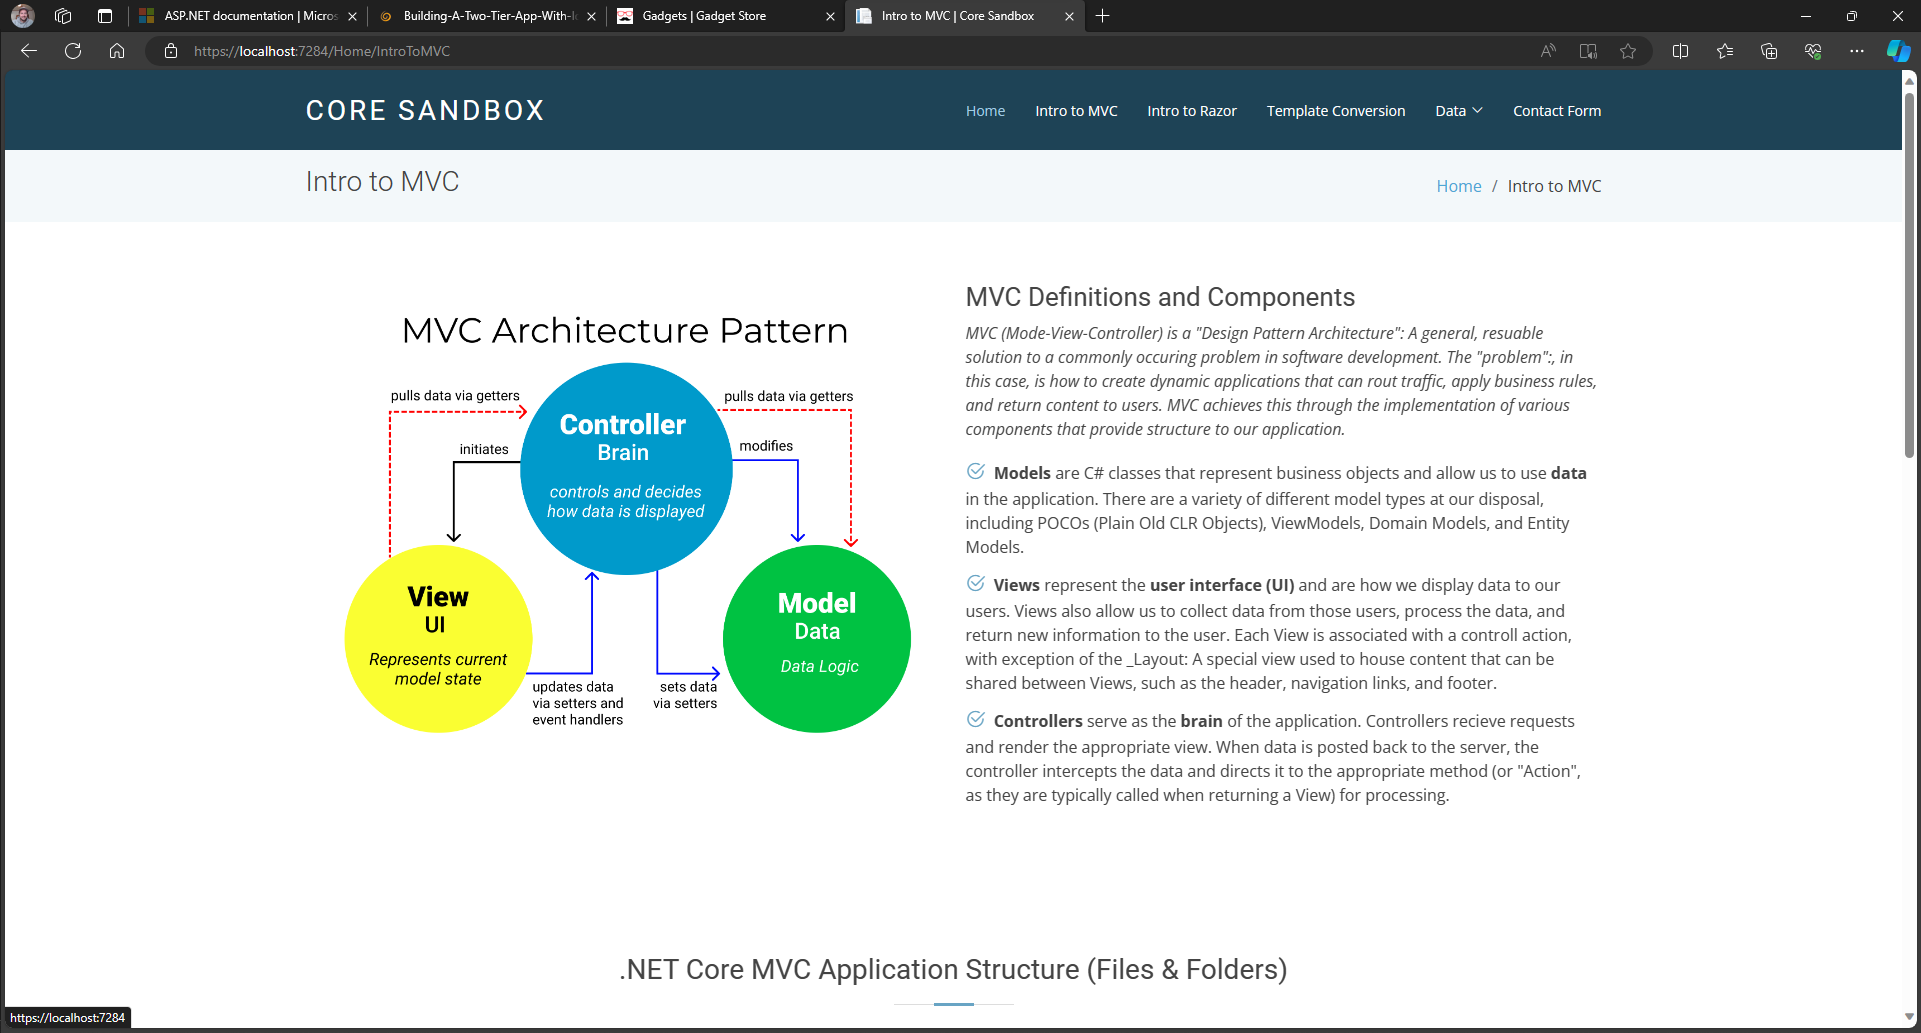 ASP.NET documentation | Micros
Building-A-Two-Tier-App-With-
Gadgets | Gadget Store
Intro to MVC | Core Sandbox
https://localhost:7284/Home/IntroToMVC
CORE SANDBOX
Home
Intro to MVC
Intro to Razor
Template Conversion
Data
Contact Form
Intro to MVC
Home / Intro to MVC
MVC Architecture Pattern
pulls data via getters
pulls data via getters
initiates
modifies
Controller
Brain
controls and decides
how data is displayed
View
UI
Represents current
model state
Model
Data
Data Logic
updates data
via setters and
event handlers
sets data
via setters
MVC Definitions and Components
MVC (Mode-View-Controller) is a "Design Pattern Architecture": A general, resuable
solution to a commonly occuring problem in software development. The "problem":, in
this case, is how to create dynamic applications that can rout traffic, apply business rules,
and return content to users. MVC achieves this through the implementation of various
components that provide structure to our application.
Models are C# classes that represent business objects and allow us to use data
in the application. There are a variety of different model types at our disposal,
including POCOs (Plain Old CLR Objects), ViewModels, Domain Models, and Entity
Models.
Views represent the user interface (UI) and are how we display data to our
users. Views also allow us to collect data from those users, process the data, and
return new information to the user. Each View is associated with a controll action,
with exception of the _Layout: A special view used to house content that can be
shared between Views, such as the header, navigation links, and footer.
Controllers serve as the brain of the application. Controllers recieve requests
and render the appropriate view. When data is posted back to the server, the
controller intercepts the data and directs it to the appropriate method (or "Action",
as they are typically called when returning a View) for processing.
.NET Core MVC Application Structure (Files & Folders)
https://localhost:7284